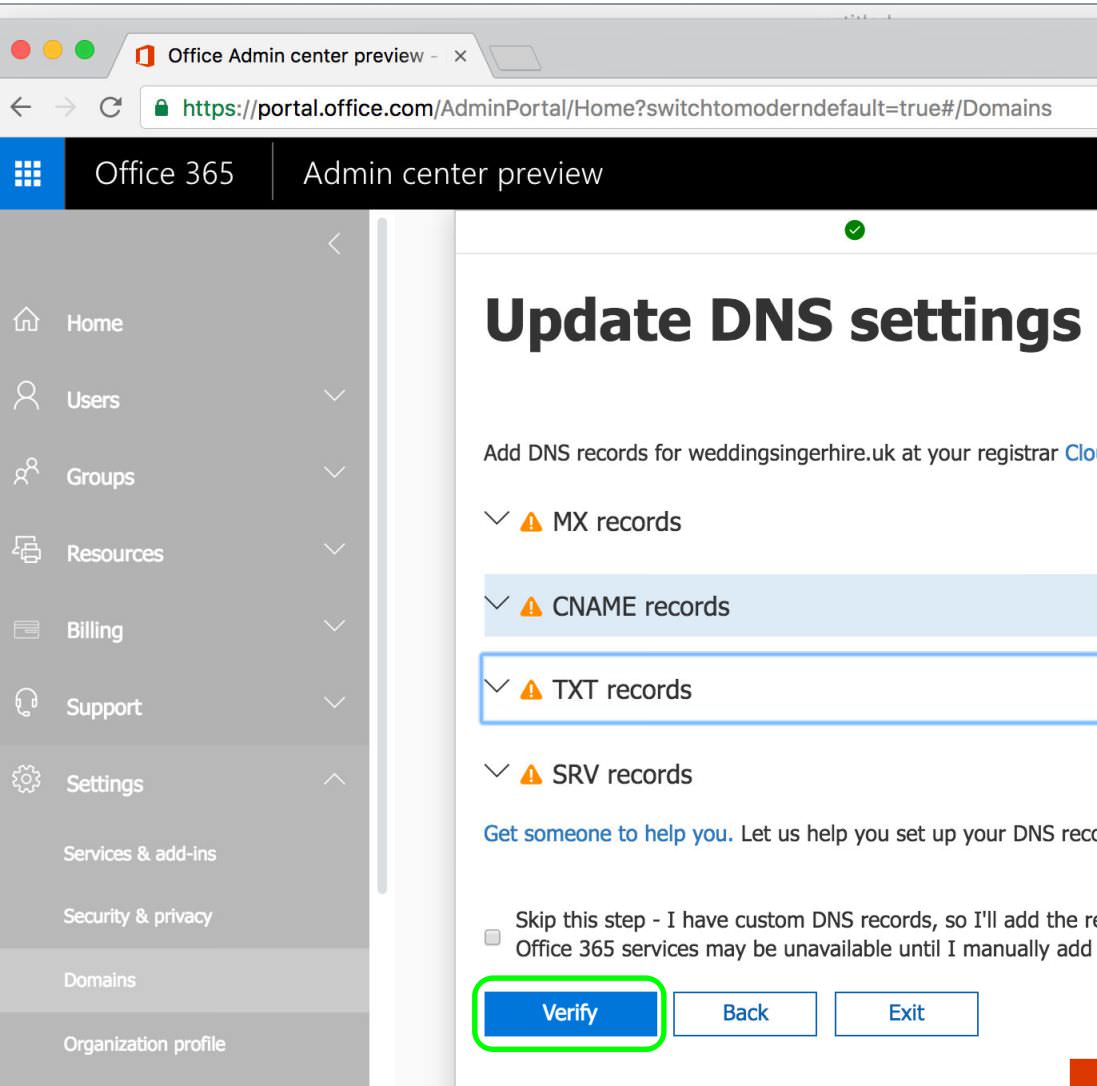 Office Admin center preview -
https://portal.office.com/AdminPortal/Home?switchtomoderndefault=true#/Domains
Office 365
Admin center preview
Home
Users
Groups
Resources
Billing
Support
Settings
Services & add-ins
Security & privacy
Domains
Organization profile
Update DNS settings
Add DNS records for weddingsingerhire.uk at your registrar
MX records
CNAME records
TXT records
SRV records
Get someone to help you. Let us help you set up your DNS
Skip this step - I have custom DNS records, so I'll add the
Office 365 services may be unavailable until I manually add
Verify
Back
Exit